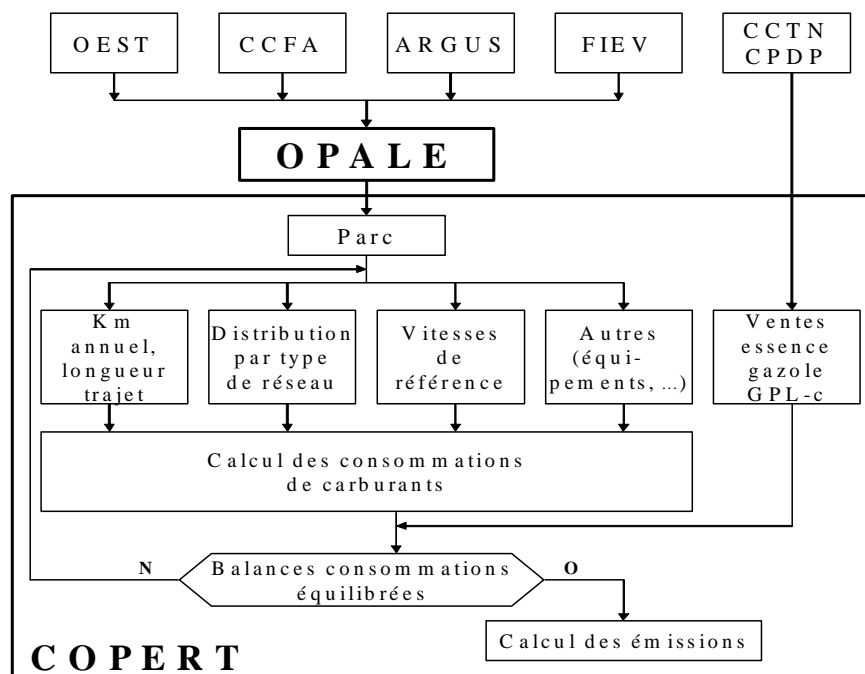 OEST
CCFA
ARGUS
FIEV
CCTN
CPDP
OPALE
Parc
Km
annuel,
longueur
trajet
Distribution
par type
de réseau
Vitesses
de
référence
Autres
(équi-
pements, ...)
Ventes
essence
gazole
GPL-c
Calcul des consommations
de carburants
N
Balances consommations
équilibrées
O
Calcul des émissions
COPERT